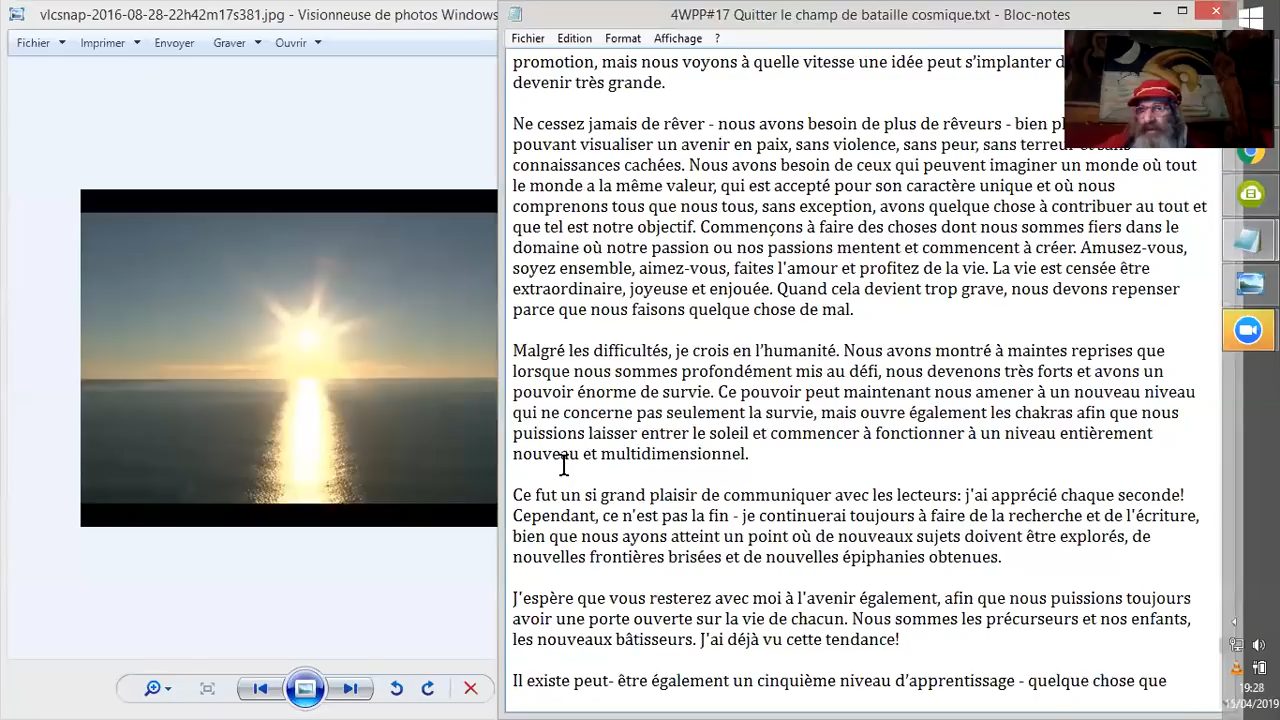 vlcsnap-2016-08-28-22h42m17s381.jpg - Visionneuse de photos Windows
Fichier Imprimer Envoyer Graver Ouvrir
4WPP#17 Quitter le champ de bataille cosmique.txt - Bloc-notes
Fichier Edition Format Affichage ?
promotion, mais nous voyons à quelle vitesse une idée peut s’implanter
devenir très grande.
Ne cessez jamais de rêver - nous avons besoin de plus de rêveurs - bien
pouvant visualiser un avenir en paix, sans violence, sans peur, sans terreur et sans
connaissances cachées. Nous avons besoin de ceux qui peuvent imaginer un monde où tout
le monde a la même valeur, qui est accepté pour son caractère unique et où nous
comprenons tous que nous tous, sans exception, avons quelque chose à contribuer au tout et
que tel est notre objectif. Commençons à faire des choses dont nous sommes fiers dans le
domaine où notre passion ou nos passions mentent et commencent à créer. Amusez-vous,
soyez ensemble, aimez-vous, faites l'amour et profitez de la vie. La vie est censée être
extraordinaire, joyeuse et enjouée. Quand cela devient trop grave, nous devons repenser
parce que nous faisons quelque chose de mal.
Malgré les difficultés, je crois en l’humanité. Nous avons montré à maintes reprises que
lorsque nous sommes profondément mis au défi, nous devenons très forts et avons un
pouvoir énorme de survie. Ce pouvoir peut maintenant nous amener à un nouveau niveau
qui ne concerne pas seulement la survie, mais ouvre également les chakras afin que nous
puissions laisser entrer le soleil et commencer à fonctionner à un niveau entièrement
nouveau et multidimensionnel.
Ce fut un si grand plaisir de communiquer avec les lecteurs: j'ai apprécié chaque seconde!
Cependant, ce n'est pas la fin - je continuerai toujours à faire de la recherche et de l'écriture,
bien que nous ayons atteint un point où de nouveaux sujets doivent être explorés, de
nouvelles frontières brisées et de nouvelles épiphanies obtenues.
J'espère que vous resterez avec moi à l'avenir également, afin que nous puissions toujours
avoir une porte ouverte sur la vie de chacun. Nous sommes les précurseurs et nos enfants,
les nouveaux bâtisseurs. J'ai déjà vu cette tendance!
Il existe peut- être également un cinquième niveau d’apprentissage - quelque chose que
19:28
15/04/2019